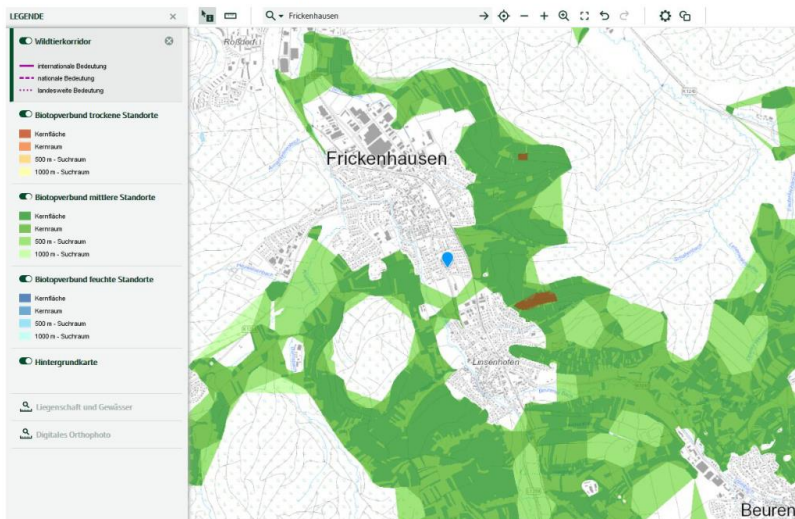 LEGENDE
Frickenhausen
Wildtierkorridor
internationale Bedeutung
nationale Bedeutung
landesweite Bedeutung
Biotopverbund trockene Standorte
Kernfläche
Kernraum
500 m - Suchraum
1000 m - Suchraum
Biotopverbund mittlere Standorte
Kernfläche
Kernraum
500 m - Suchraum
1000 m - Suchraum
Biotopverbund feuchte Standorte
Kernfläche
Kernraum
500 m - Suchraum
1000 m - Suchraum
Hintergrundkarte
Liegenschaft und Gewässer
Digitales Orthophoto
Frickenhausen
Linsenhofen
Beuren